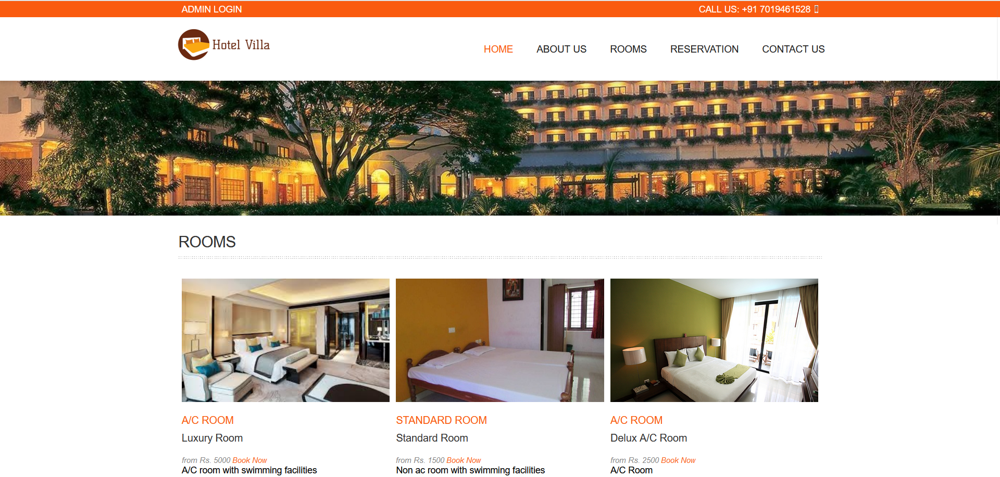 ADMIN LOGIN
CALL US: +91 7019461528
Hotel Villa
HOME ABOUT US ROOMS RESERVATION CONTACT US
ROOMS
A/C ROOM
Luxury Room
from Rs. 5000 Book Now
A/C room with swimming facilities
STANDARD ROOM
Standard Room
from Rs. 1500 Book Now
Non ac room with swimming facilities
A/C ROOM
Delux A/C Room
from Rs. 2500 Book Now
A/C Room